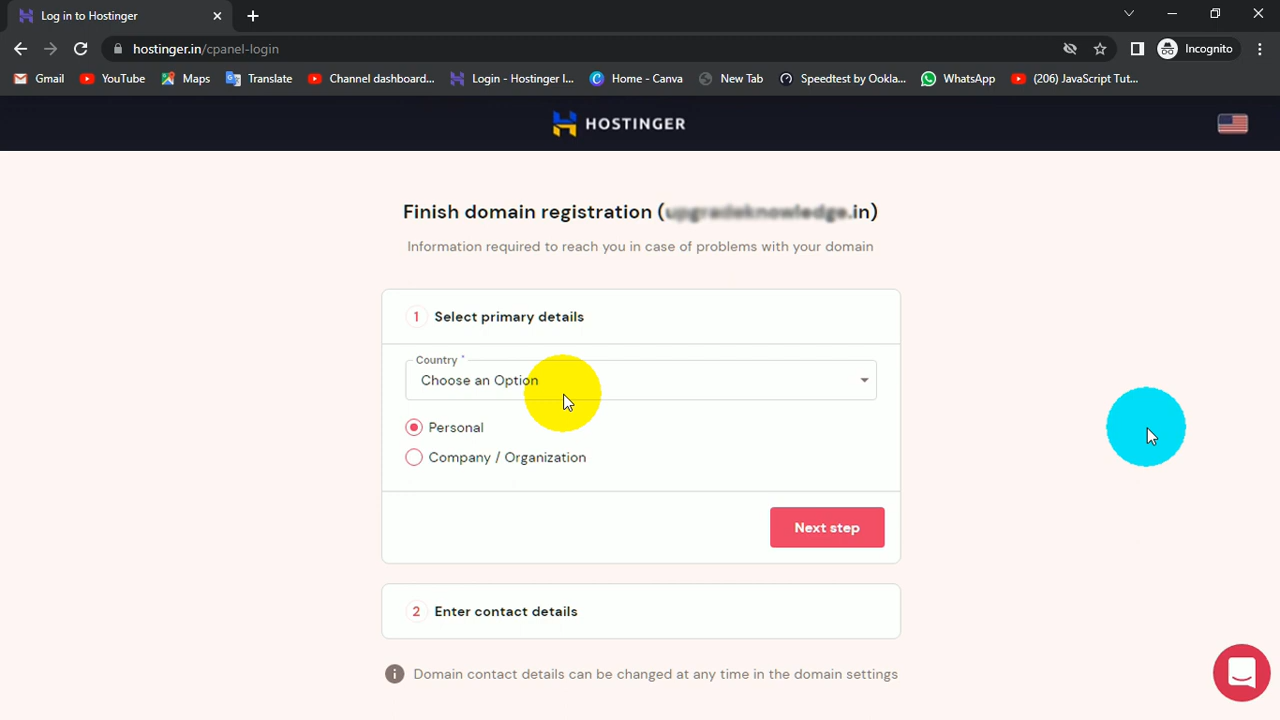 Log in to Hostinger
hostinger.in/cpanel-login
Incognito
Gmail
YouTube
Maps
Translate
Channel dashboard...
Login - Hostinger I...
Home - Canva
New Tab
Speedtest by Ookla...
WhatsApp
(206) JavaScript Tut...
HOSTINGER
Finish domain registration (upgradeknowledge.in)
Information required to reach you in case of problems with your domain
1 Select primary details
Country *
Choose an Option
Personal
Company / Organization
Next step
2 Enter contact details
Domain contact details can be changed at any time in the domain settings